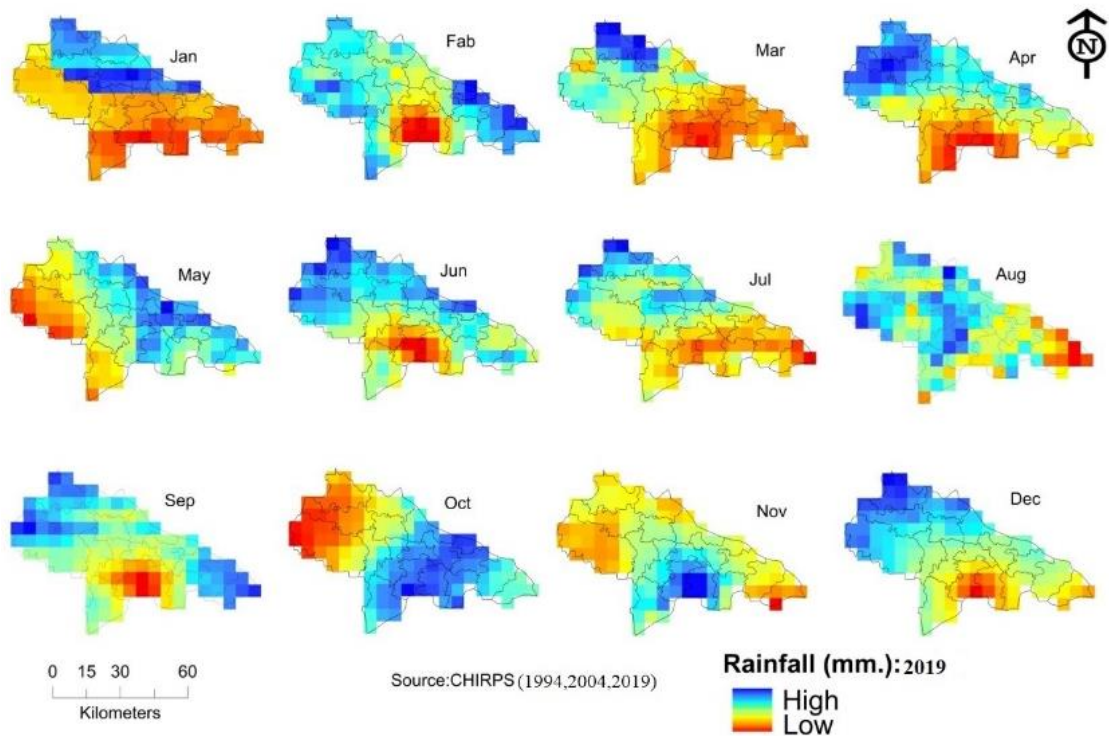 Jan
Fab
Mar
Apr
N
May
Jun
Jul
Aug
Sep
Oct
Nov
Dec
0 15 30 60
Kilometers
Source:CHIRPS (1994,2004,2019)
Rainfall (mm.): 2019
High
Low